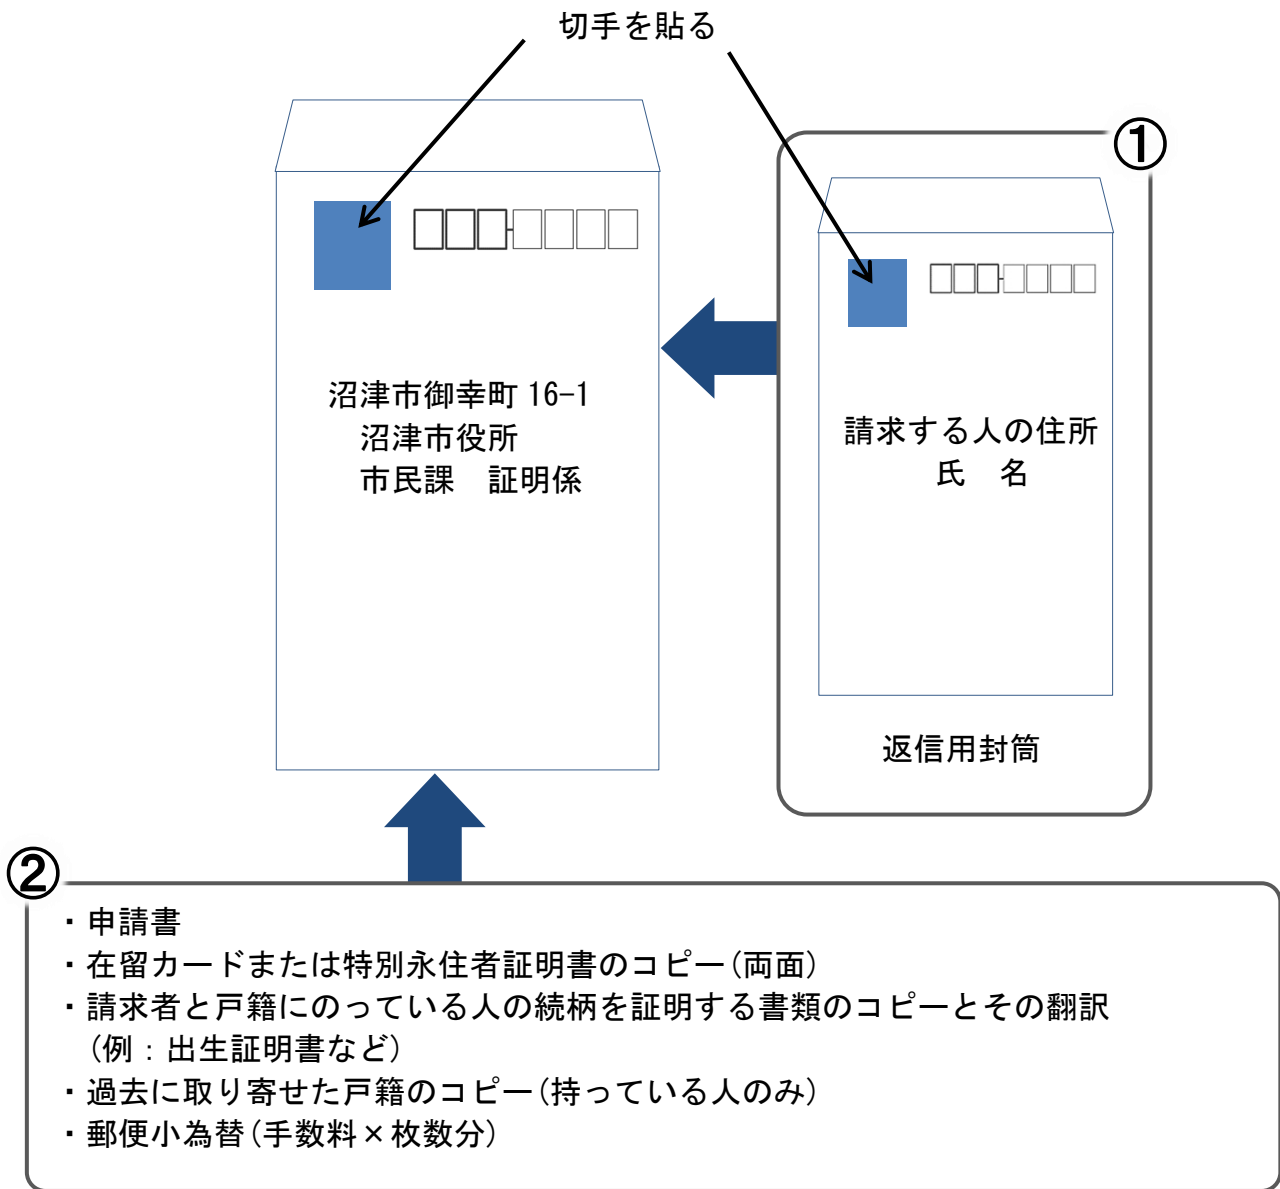 切手を貼る
①
沼津市御幸町 16-1
沼津市役所
市民課　証明係
請求する人の住所
氏　名
返信用封筒
②
・申請書
・在留カードまたは特別永住者証明書のコピー(両面)
・請求者と戸籍にのっている人の続柄を証明する書類のコピーとその翻訳
(例：出生証明書など)
・過去に取り寄せた戸籍のコピー(持っている人のみ)
・郵便小為替(手数料×枚数分)